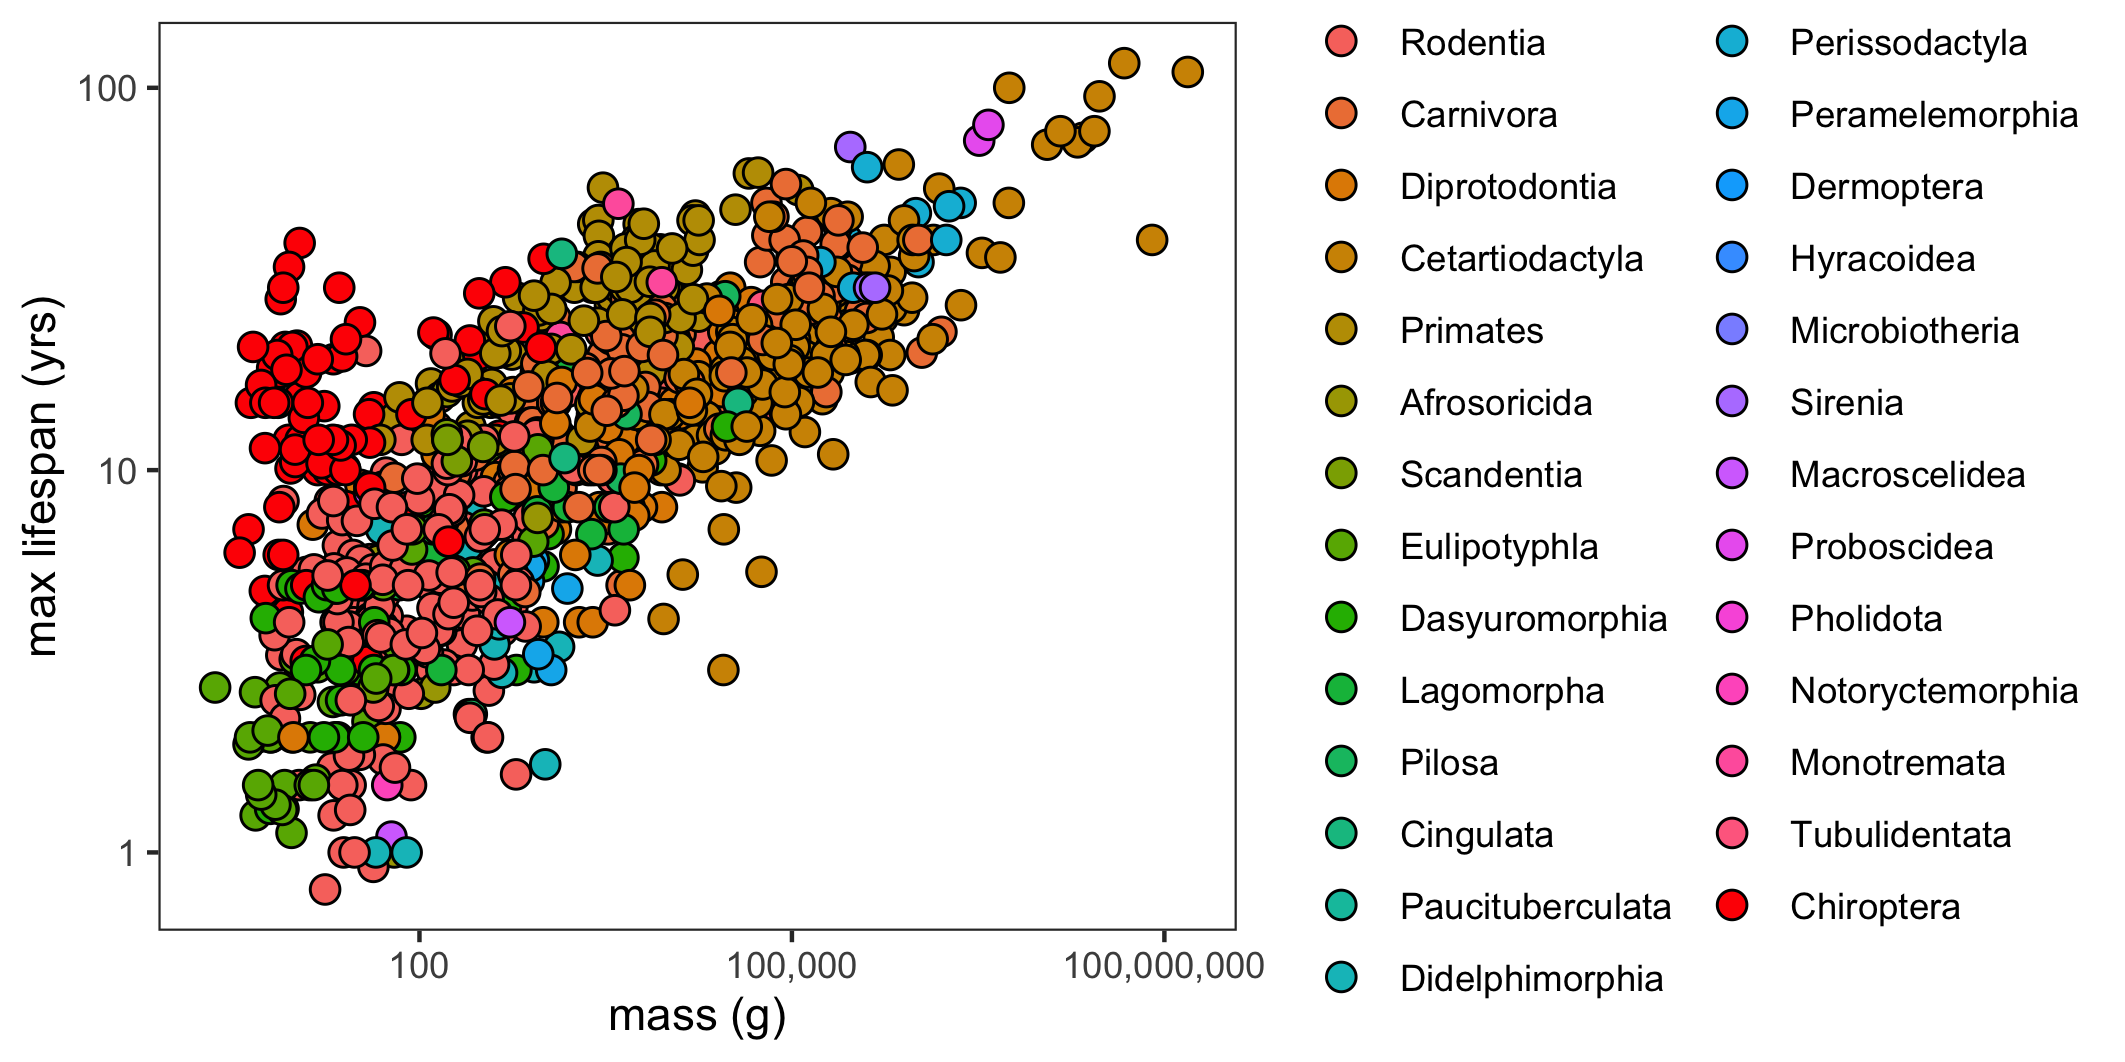 max lifespan (yrs)
100
10
1
100
100,000
100,000,000
mass (g)
Rodentia
Carnivora
Diprotodontia
Cetartiodactyla
Primates
Afrosoricida
Scandentia
Eulipotyphla
Dasyuromorphia
Lagomorpha
Pilosa
Cingulata
Paucituberculata
Didelphimorphia
Perissodactyla
Peramelemorphia
Dermoptera
Hyracoidea
Microbiotheria
Sirenia
Macroscelidea
Proboscidea
Pholidota
Notoryctemorphia
Monotremata
Tubulidentata
Chiroptera